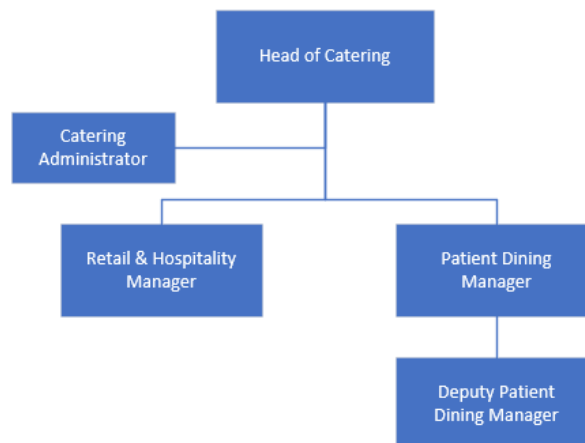 Head of Catering
Catering
Administrator
Retail & Hospitality
Manager
Patient Dining
Manager
Deputy Patient
Dining Manager